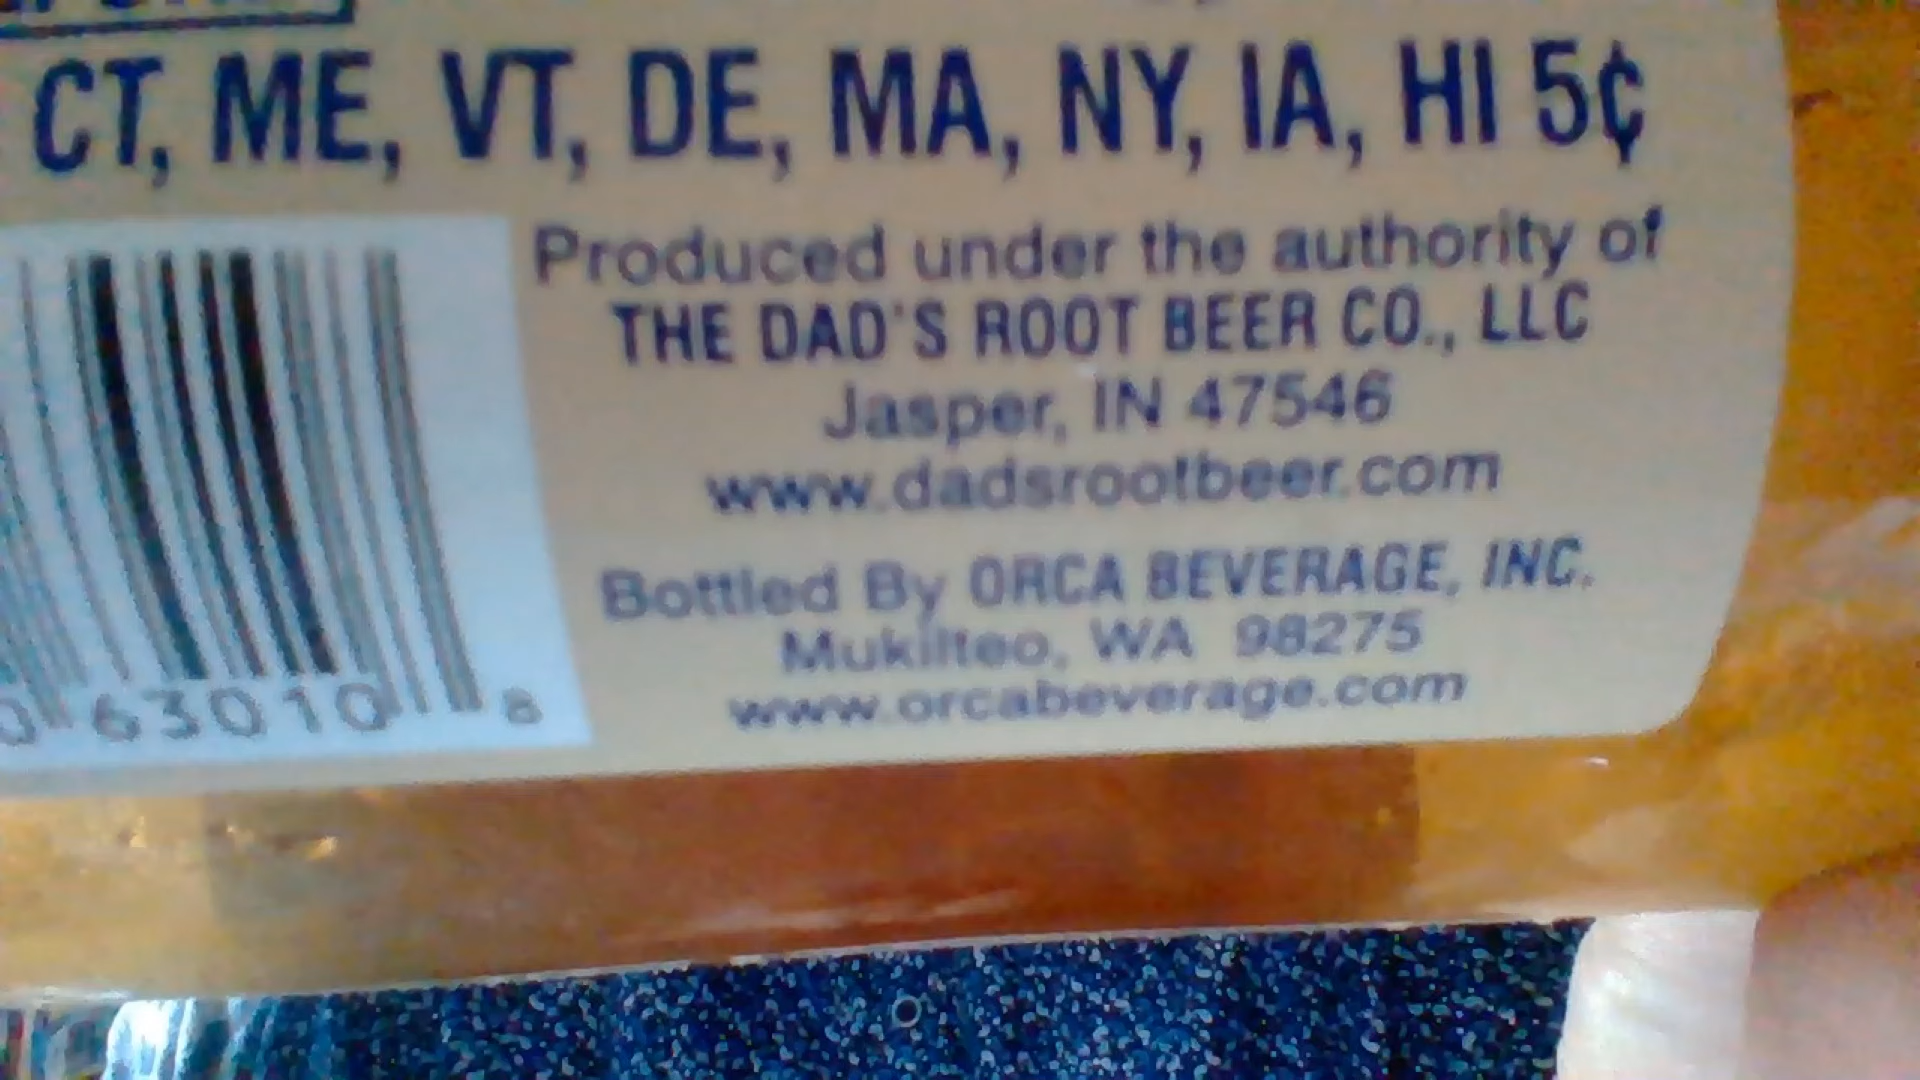 CT, ME, VT, DE, MA, NY, IA, HI 5¢
Produced under the authority of
THE DAD'S ROOT BEER CO., LLC
Jasper, IN 47546
www.dadsrootbeer.com
Bottled By ORCA BEVERAGE, INC.
Mukilteo, WA 98275
www.orcabeverage.com
0 63010 8